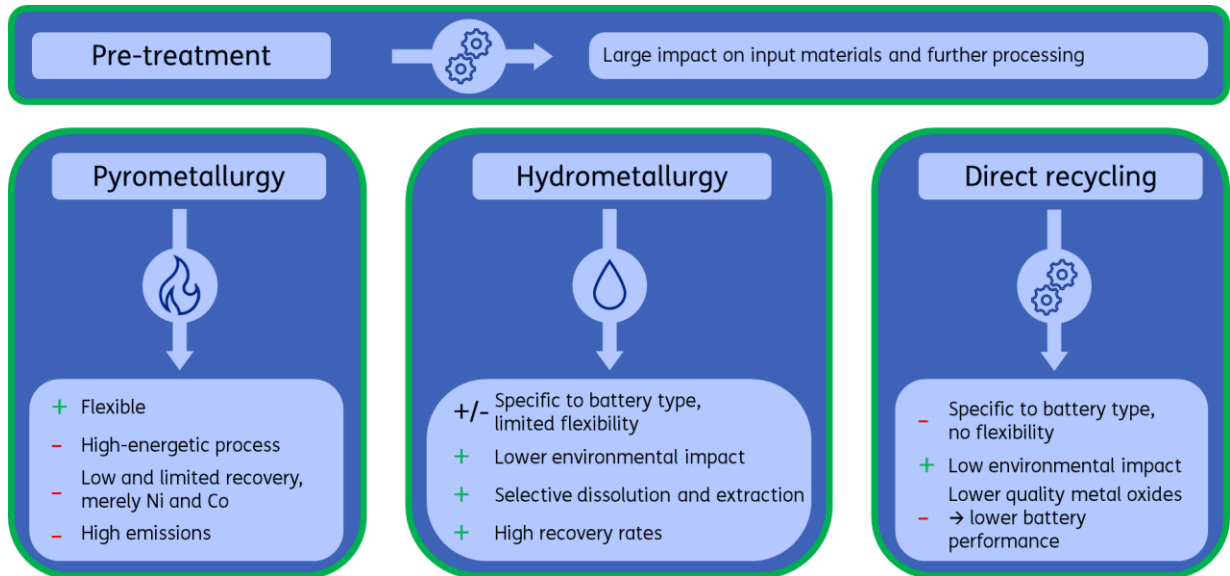 Pre-treatment
Large impact on input materials and further processing
Pyrometallurgy
+ Flexible
- High-energetic process
- Low and limited recovery,
merely Ni and Co
- High emissions
Hydrometallurgy
+/- Specific to battery type,
limited flexibility
+ Lower environmental impact
+ Selective dissolution and extraction
+ High recovery rates
Direct recycling
- Specific to battery type,
no flexibility
+ Low environmental impact
Lower quality metal oxides
- → lower battery
performance